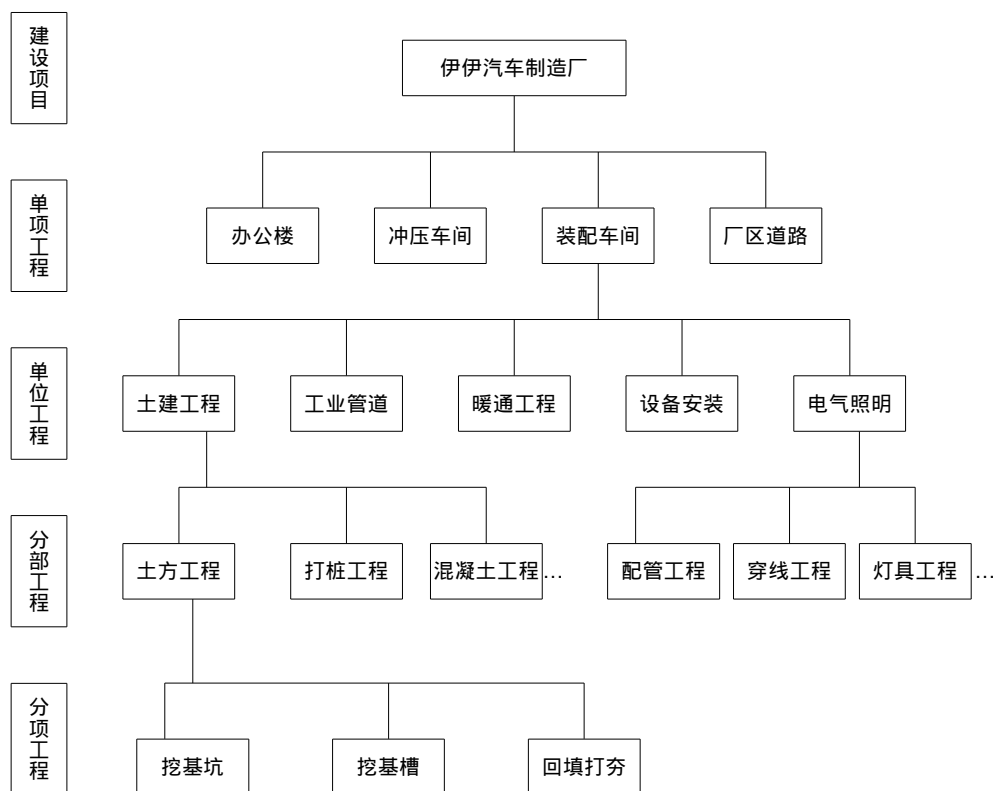 建设项目
伊伊汽车制造厂
单项工程
办公楼
冲压车间
装配车间
厂区道路
单位工程
土建工程
工业管道
暖通工程
设备安装
电气照明
分部工程
土方工程
打桩工程
混凝土工程…
配管工程
穿线工程
灯具工程
…
分项工程
挖基坑
挖基槽
回填打夯